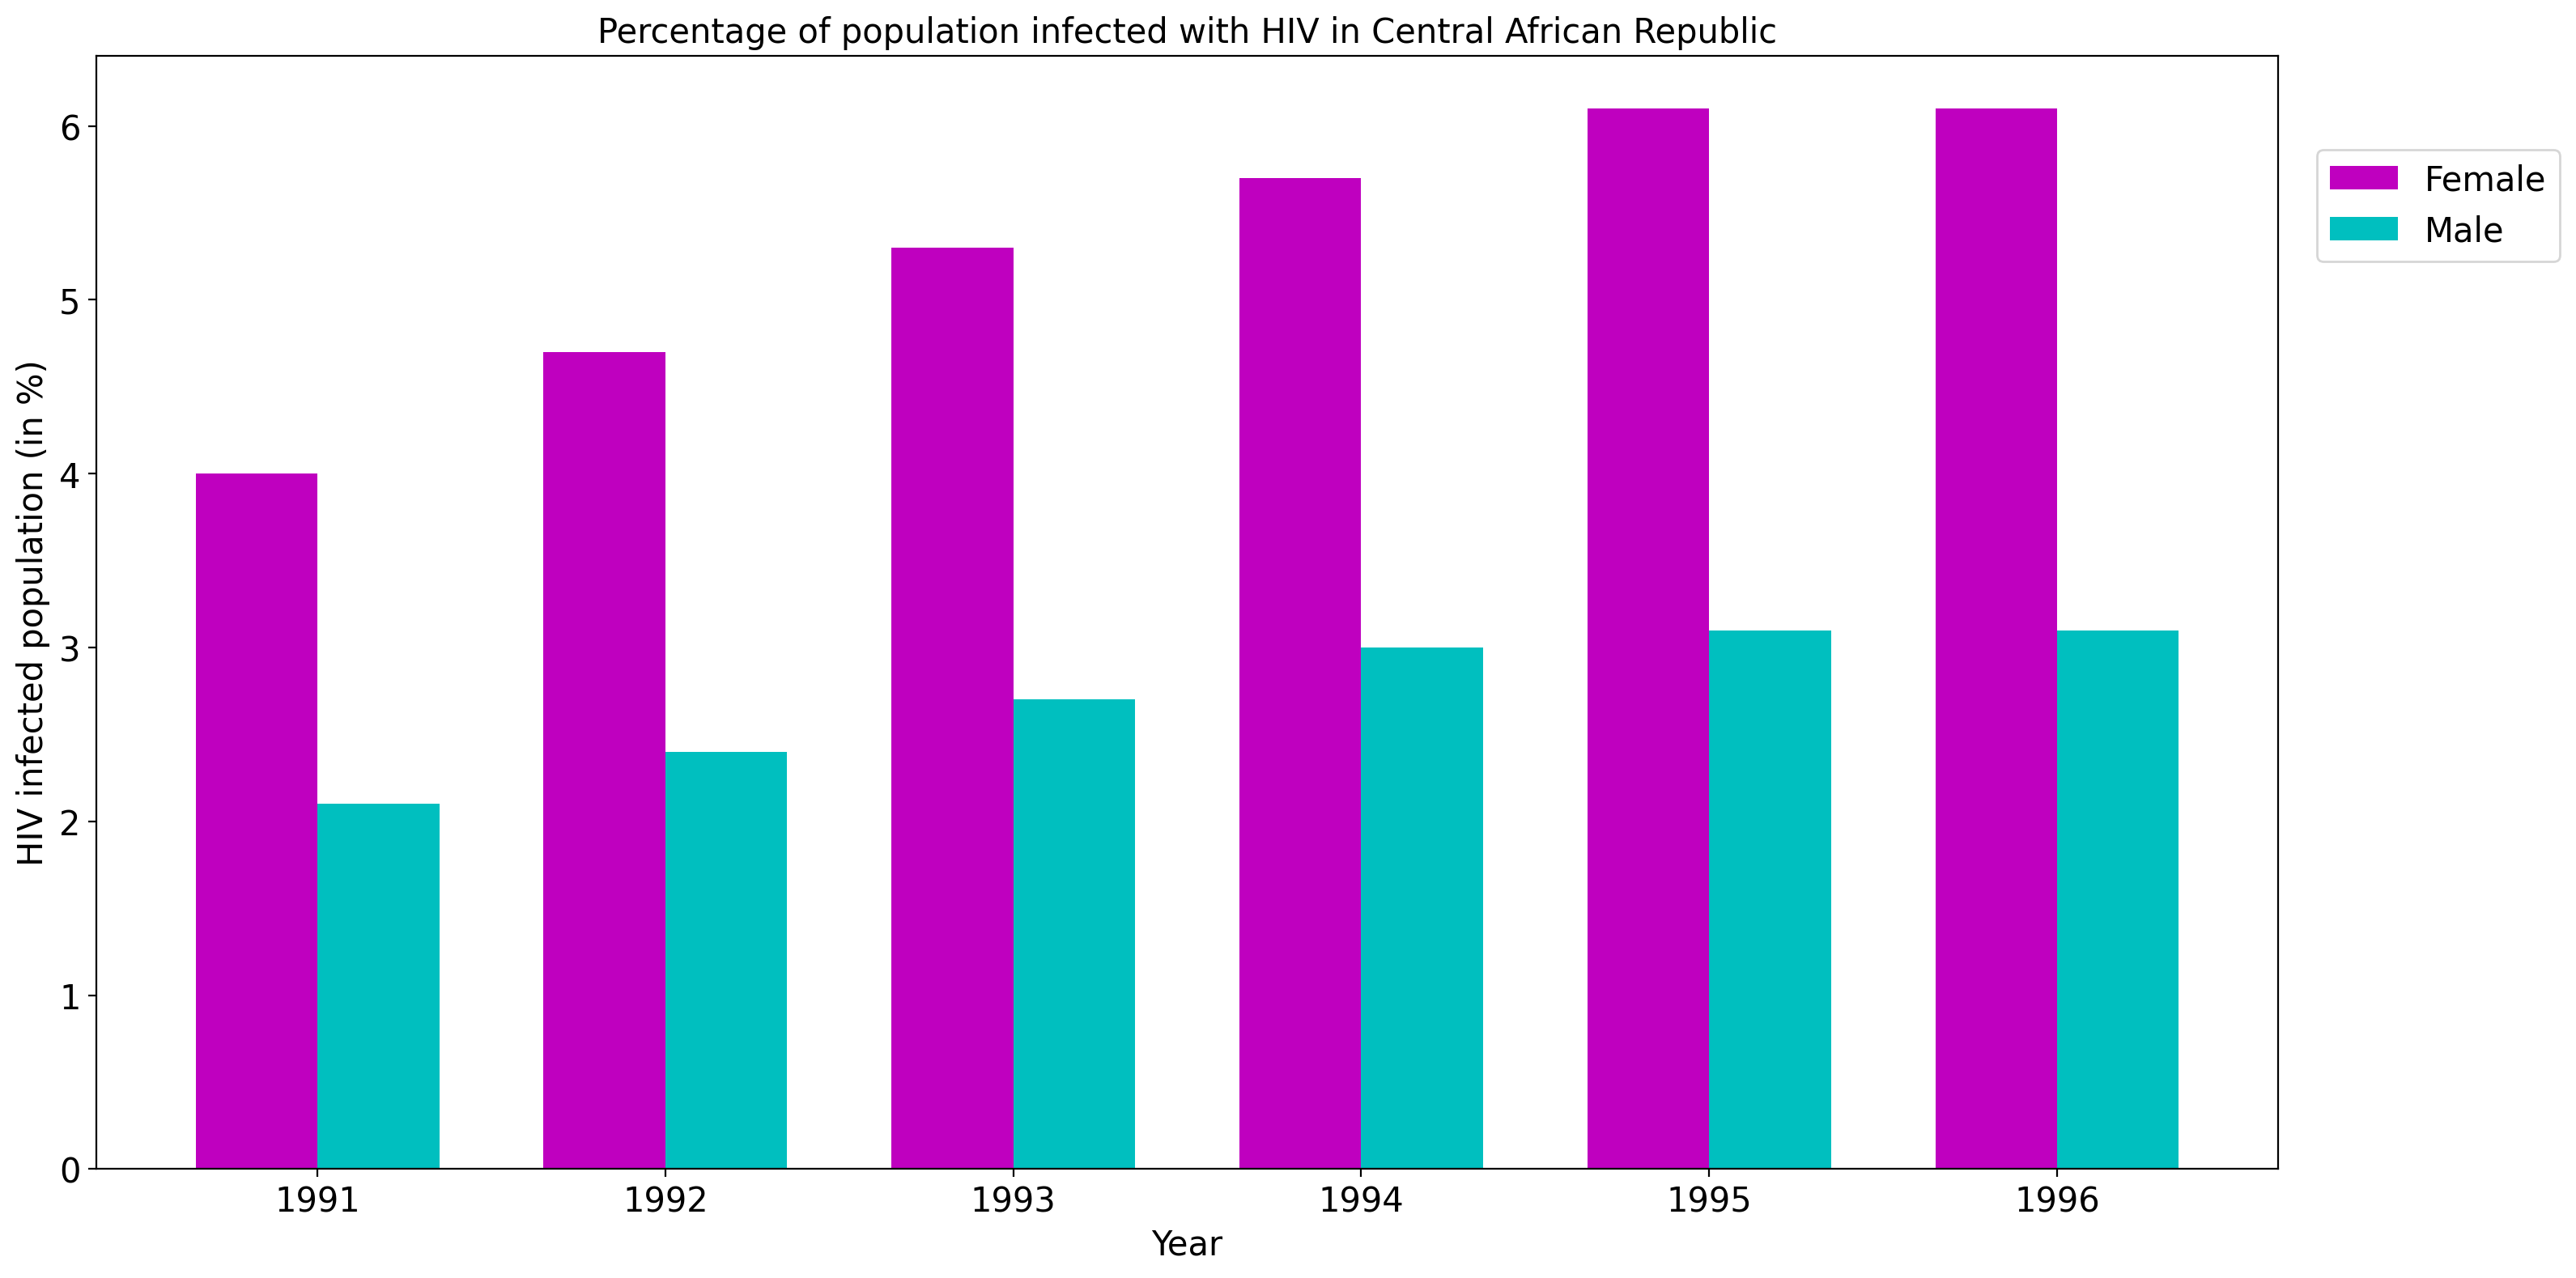 Percentage of population infected with HIV in Central African Republic
HIV infected population (in %)
6
5
4
3
2
1
0
1991 1992 1993 1994 1995 1996
Year
Female
Male